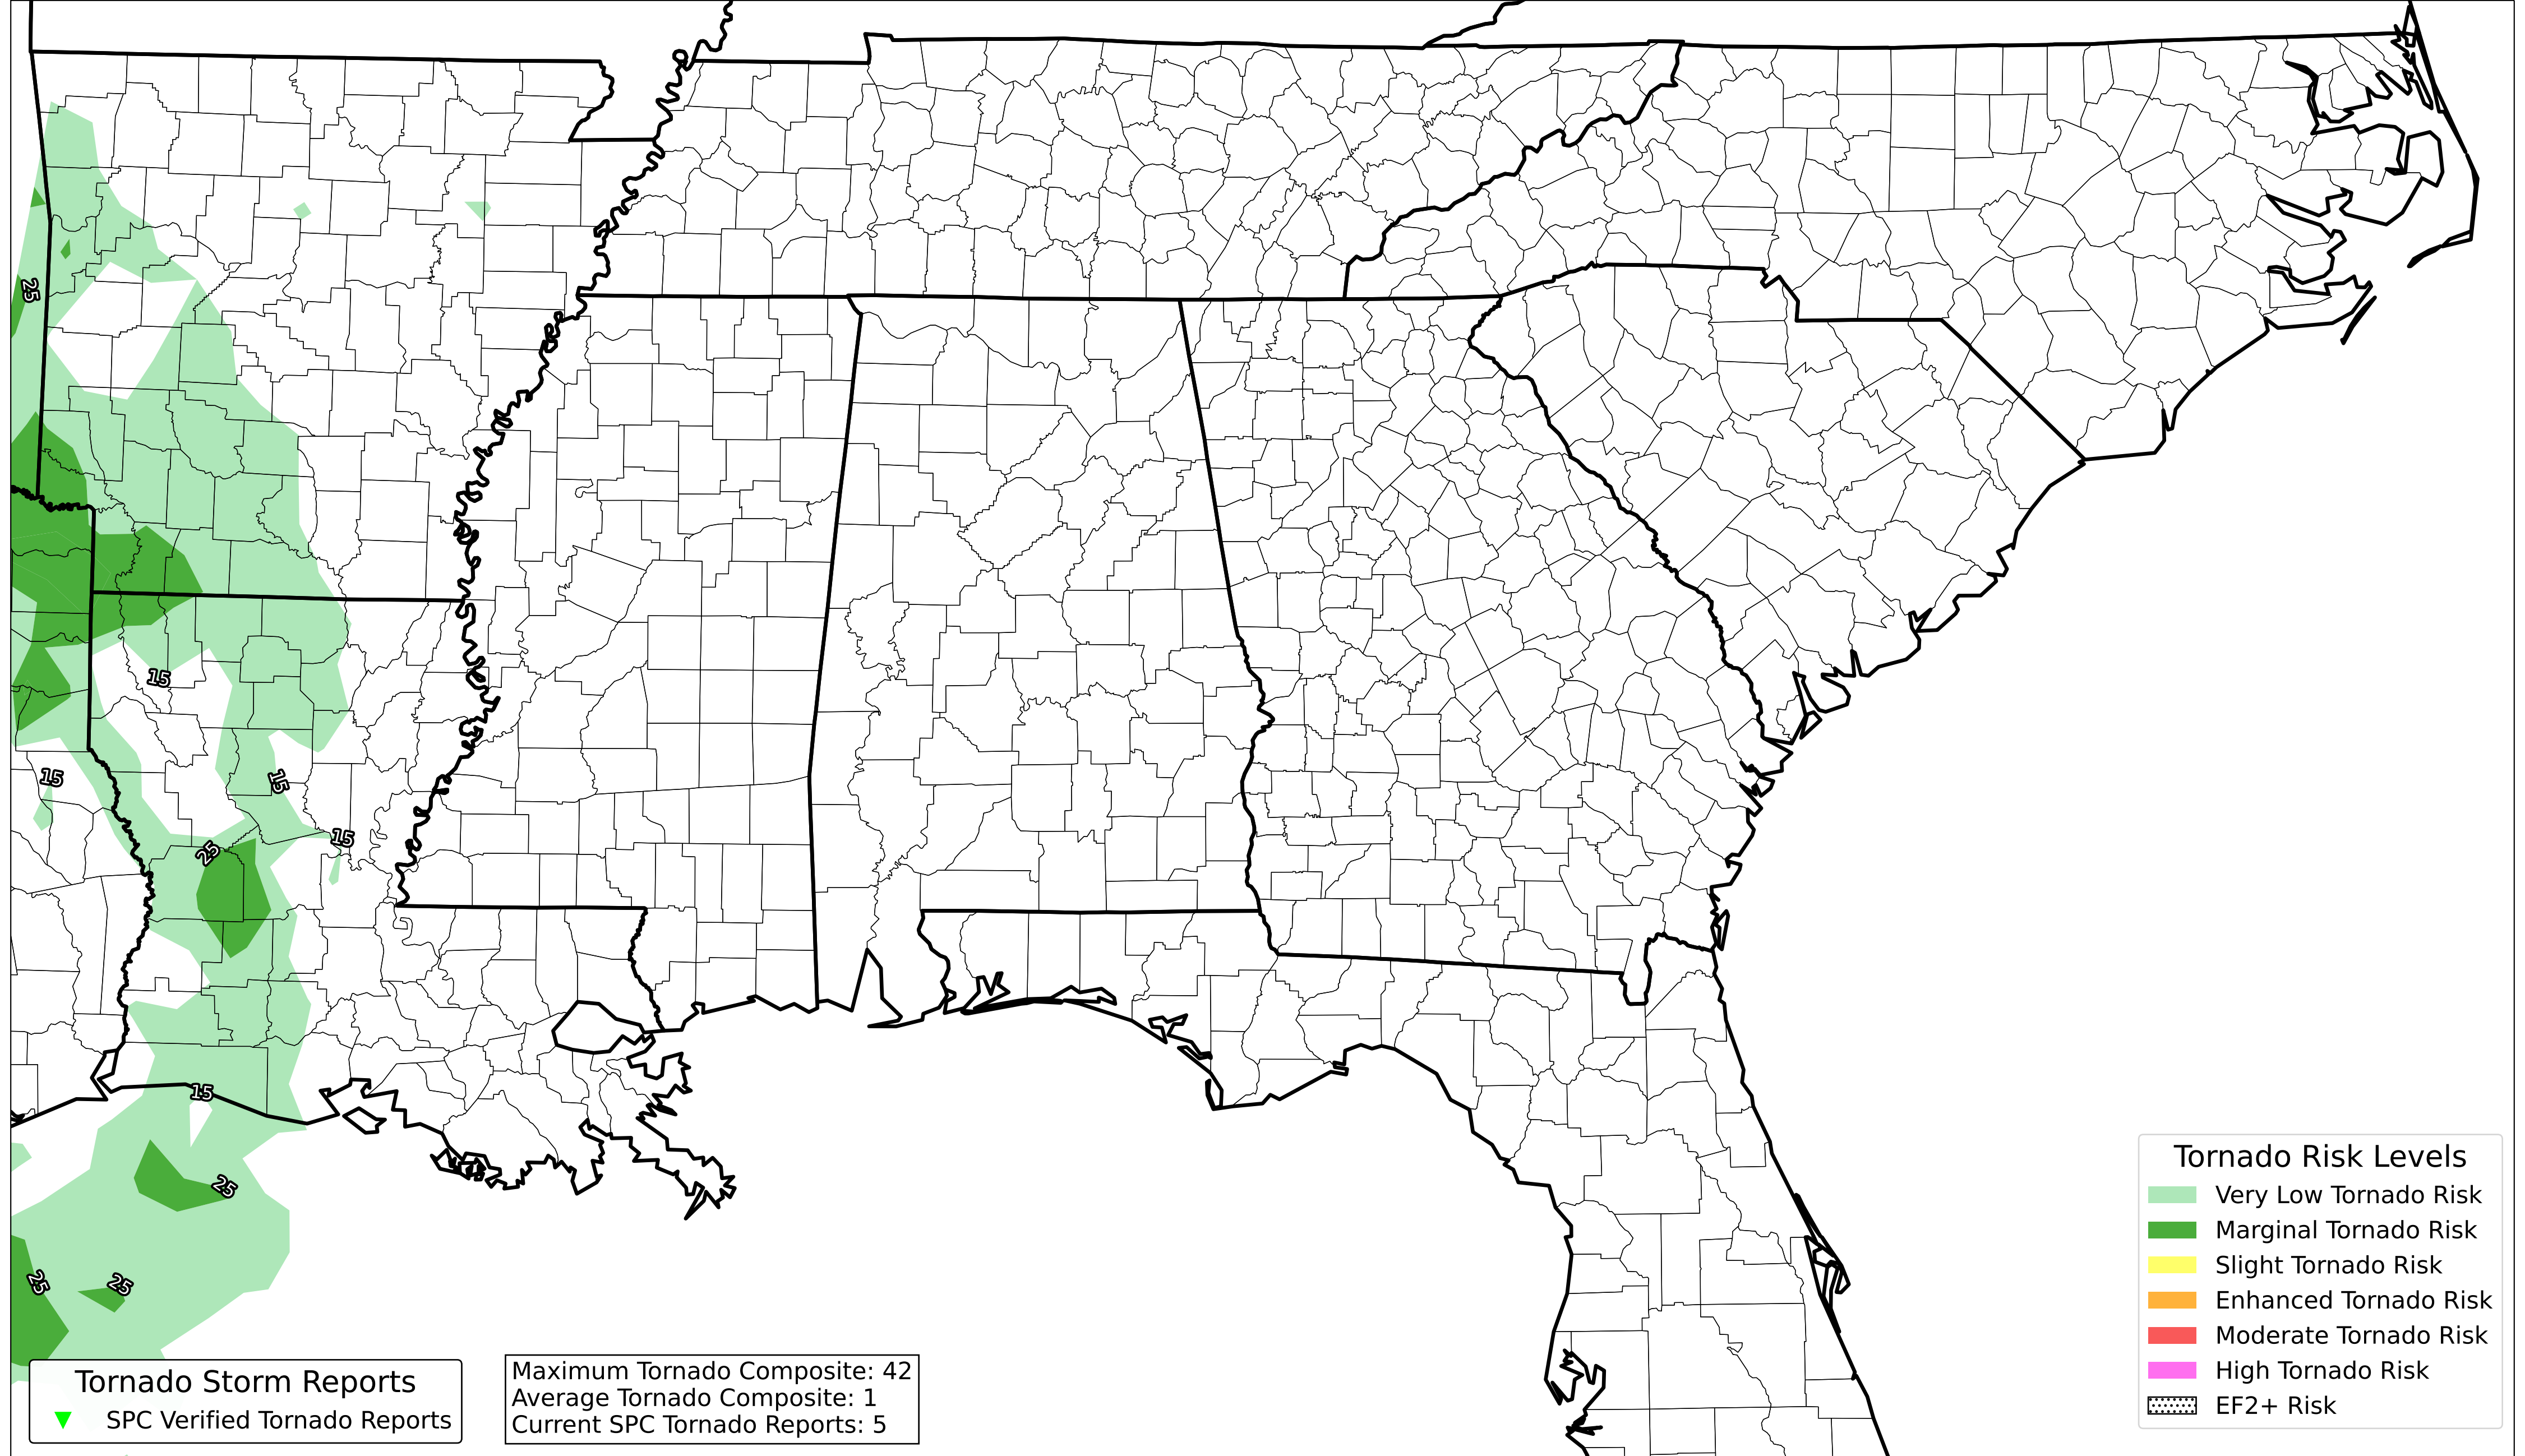 25
15
15
15
15
25
15
25
25
25
Tornado Storm Reports
SPC Verified Tornado Reports
Maximum Tornado Composite: 42
Average Tornado Composite: 1
Current SPC Tornado Reports: 5
Tornado Risk Levels
Very Low Tornado Risk
Marginal Tornado Risk
Slight Tornado Risk
Enhanced Tornado Risk
Moderate Tornado Risk
High Tornado Risk
EF2+ Risk